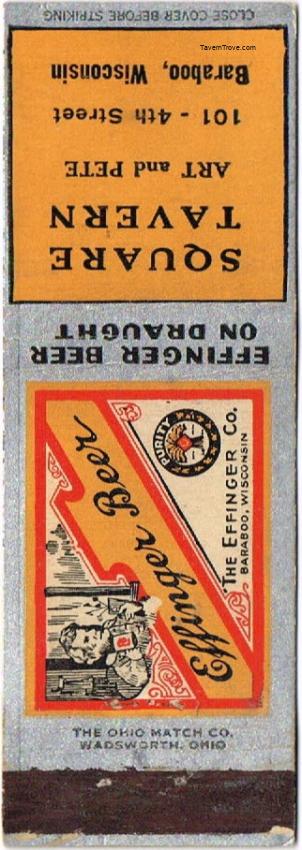 TavernTrove.com
CLOSE COVER BEFORE STRIKING
SQUARE
TAVERN
ART and PETE
101 - 4th Street
Baraboo, Wisconsin
EFFINGER BEER
ON DRAUGHT
Effinger Beer
PURITY
THE EFFINGER CO.
BARABOO, WISCONSIN
THE OHIO MATCH CO.
WADSWORTH, OHIO